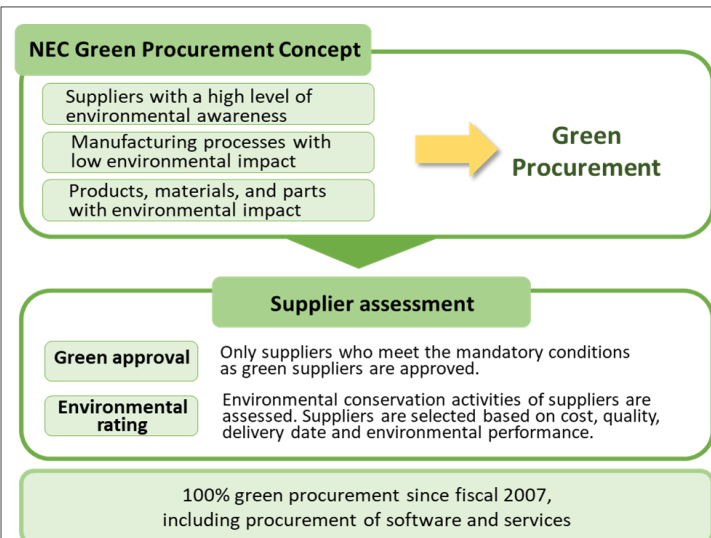 NEC Green Procurement Concept
Suppliers with a high level of
environmental awareness
Manufacturing processes with
low environmental impact
Products, materials, and parts
with environmental impact
Green
Procurement
Supplier assessment
Green approval
Only suppliers who meet the mandatory conditions
as green suppliers are approved.
Environmental
rating
Environmental conservation activities of suppliers are
assessed. Suppliers are selected based on cost, quality,
delivery date and environmental performance.
100% green procurement since fiscal 2007,
including procurement of software and services